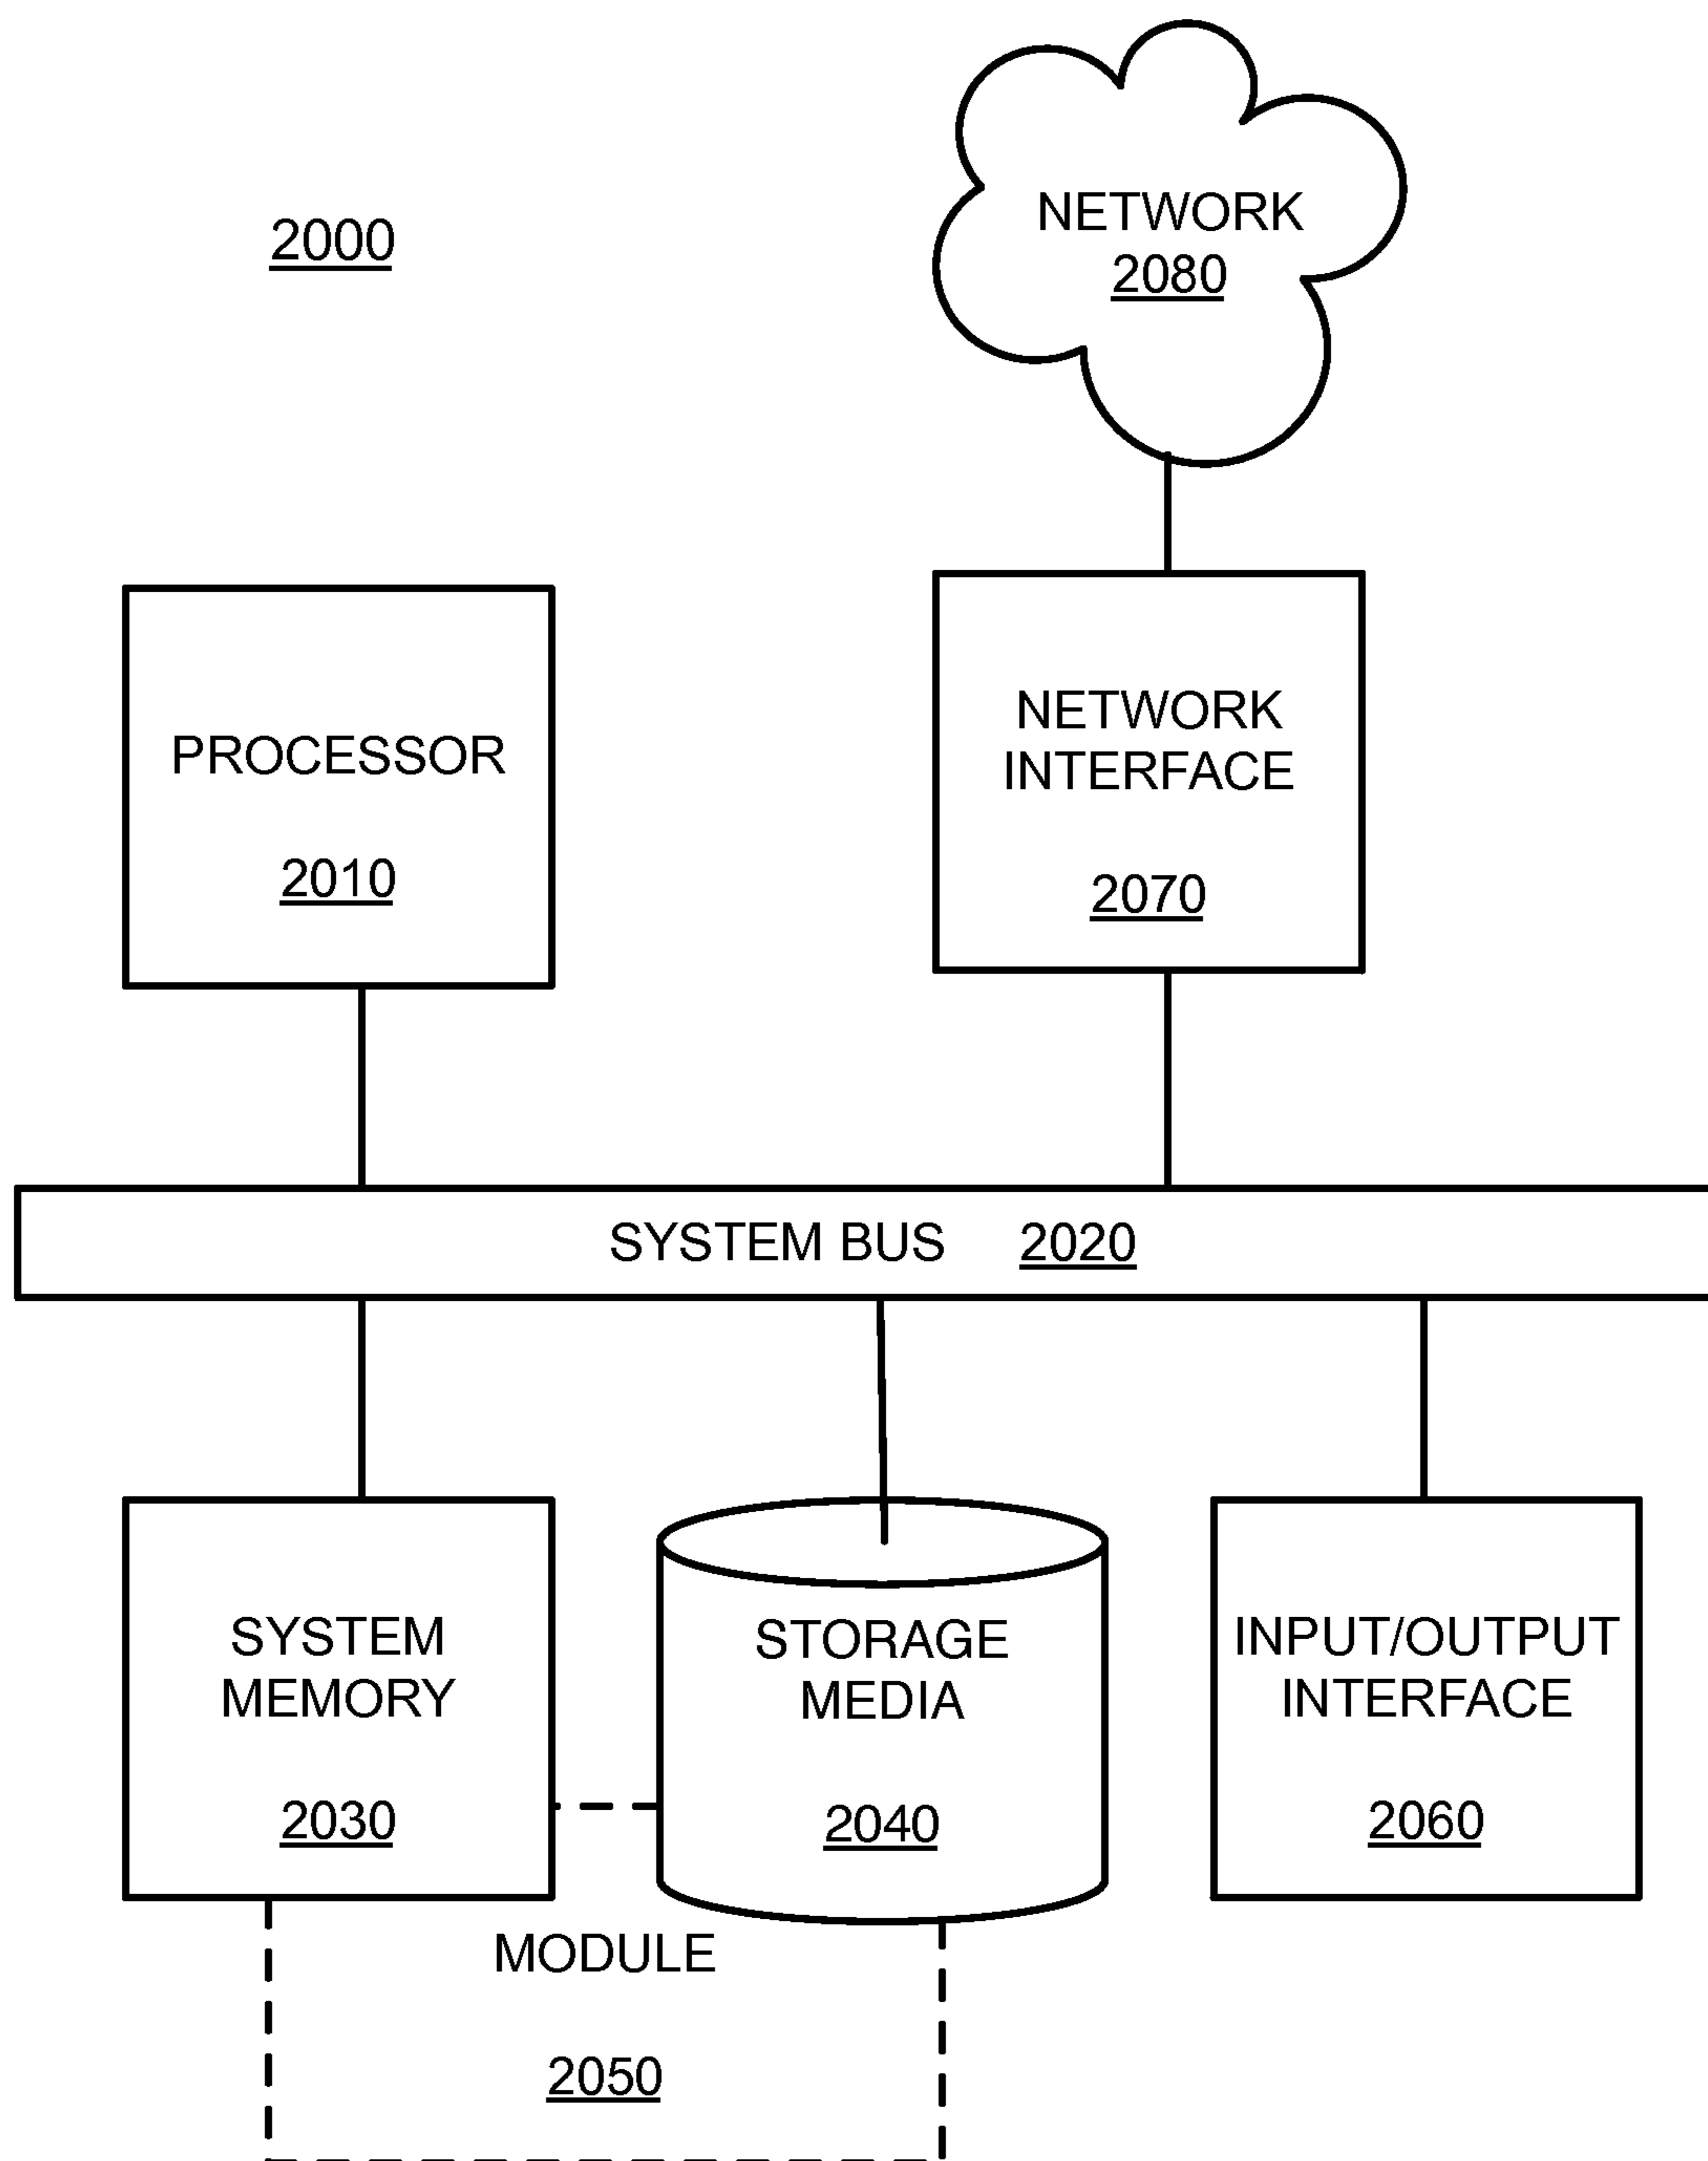 2000
NETWORK
2080
PROCESSOR
2010
NETWORK
INTERFACE
2070
SYSTEM BUS 2020
SYSTEM
MEMORY
2030
STORAGE
MEDIA
2040
INPUT/OUTPUT
INTERFACE
2060
MODULE
2050